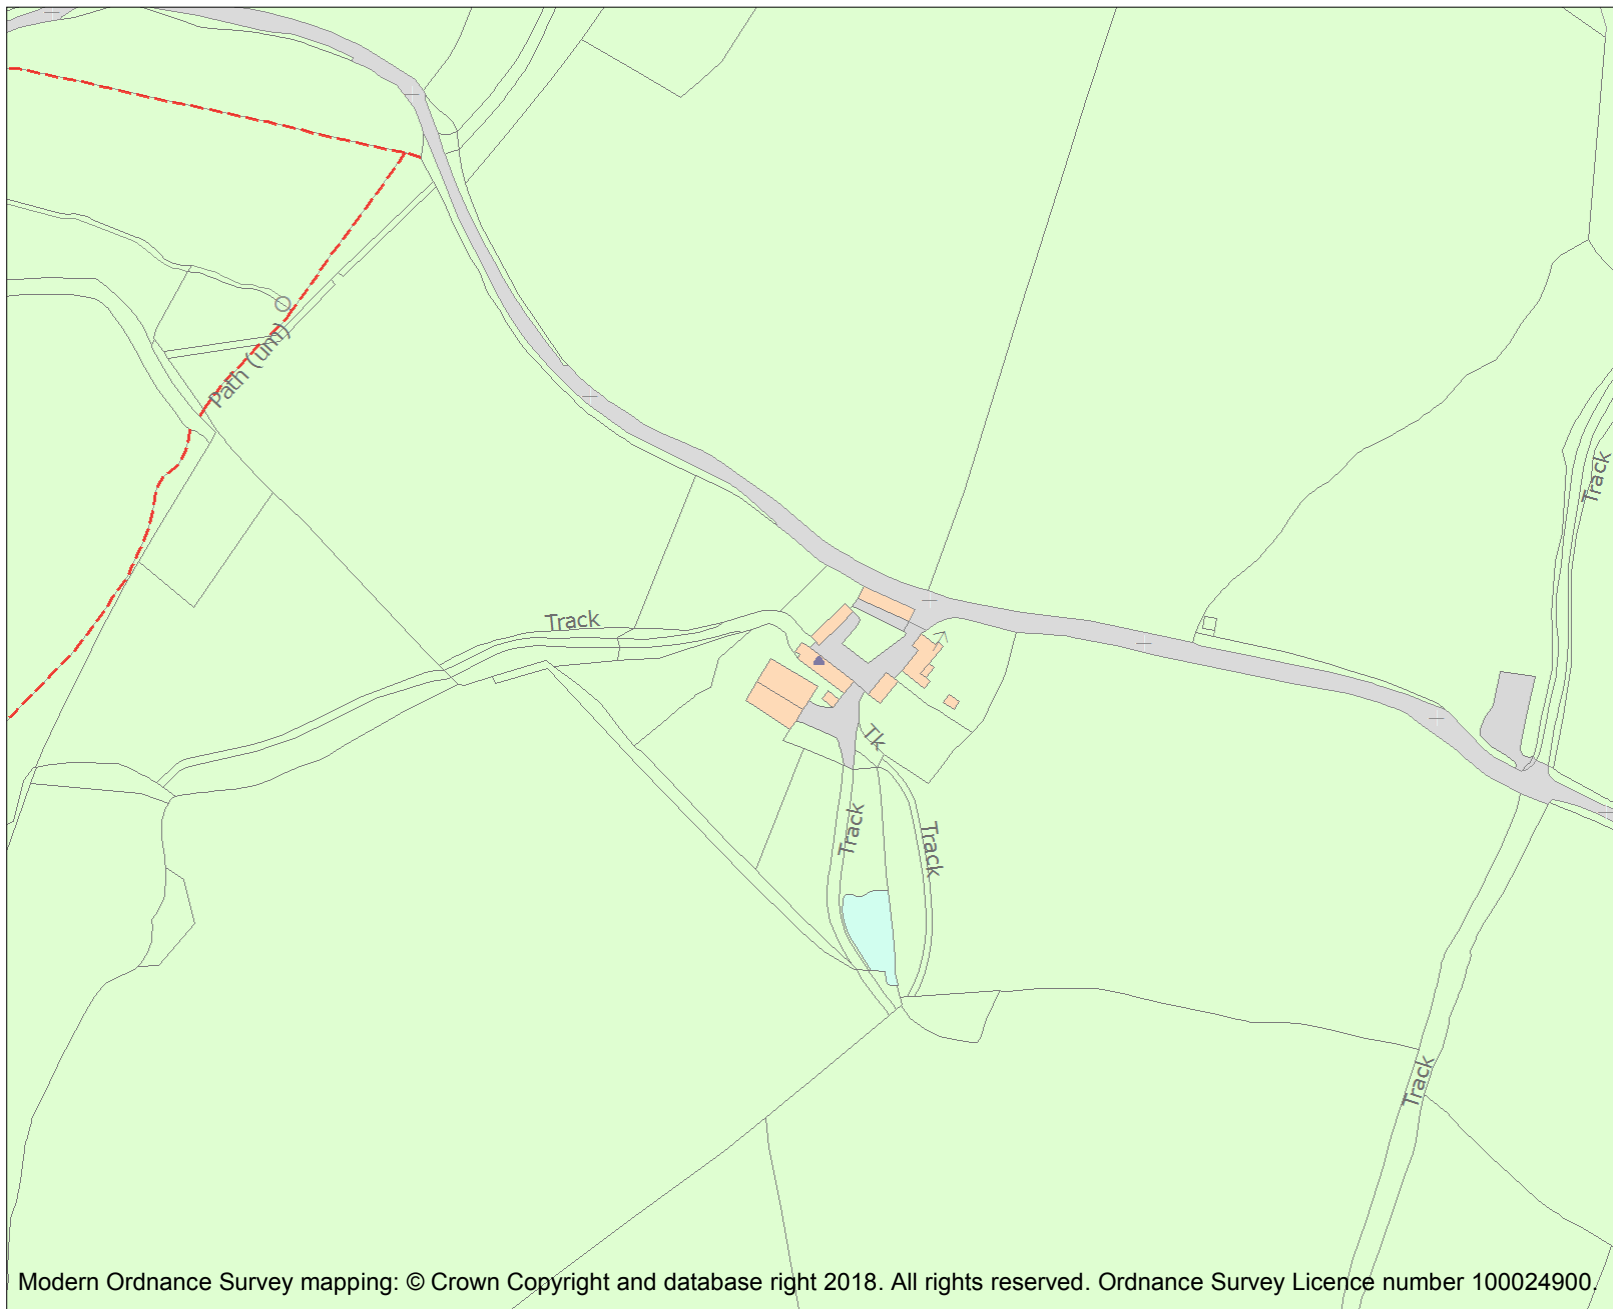 Path (um)
Track
Track
Tk
Track
Track
Track
Modern Ordnance Survey mapping: © Crown Copyright and database right 2018. All rights reserved. Ordnance Survey Licence number 100024900.